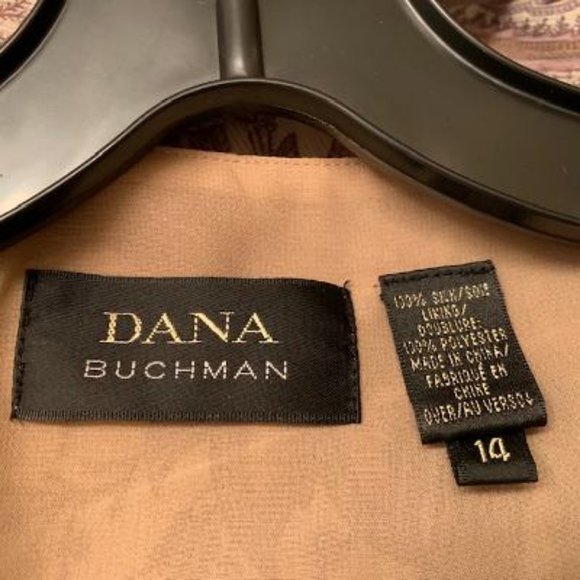 DANA
BUCHMAN
100% SILK/SOIE
LINING/
DOUBLURE:
100% POLYESTER
MADE IN CHINA/
FABRIQUÉ EN
CHINE
OVER/AU VERSO↓
14